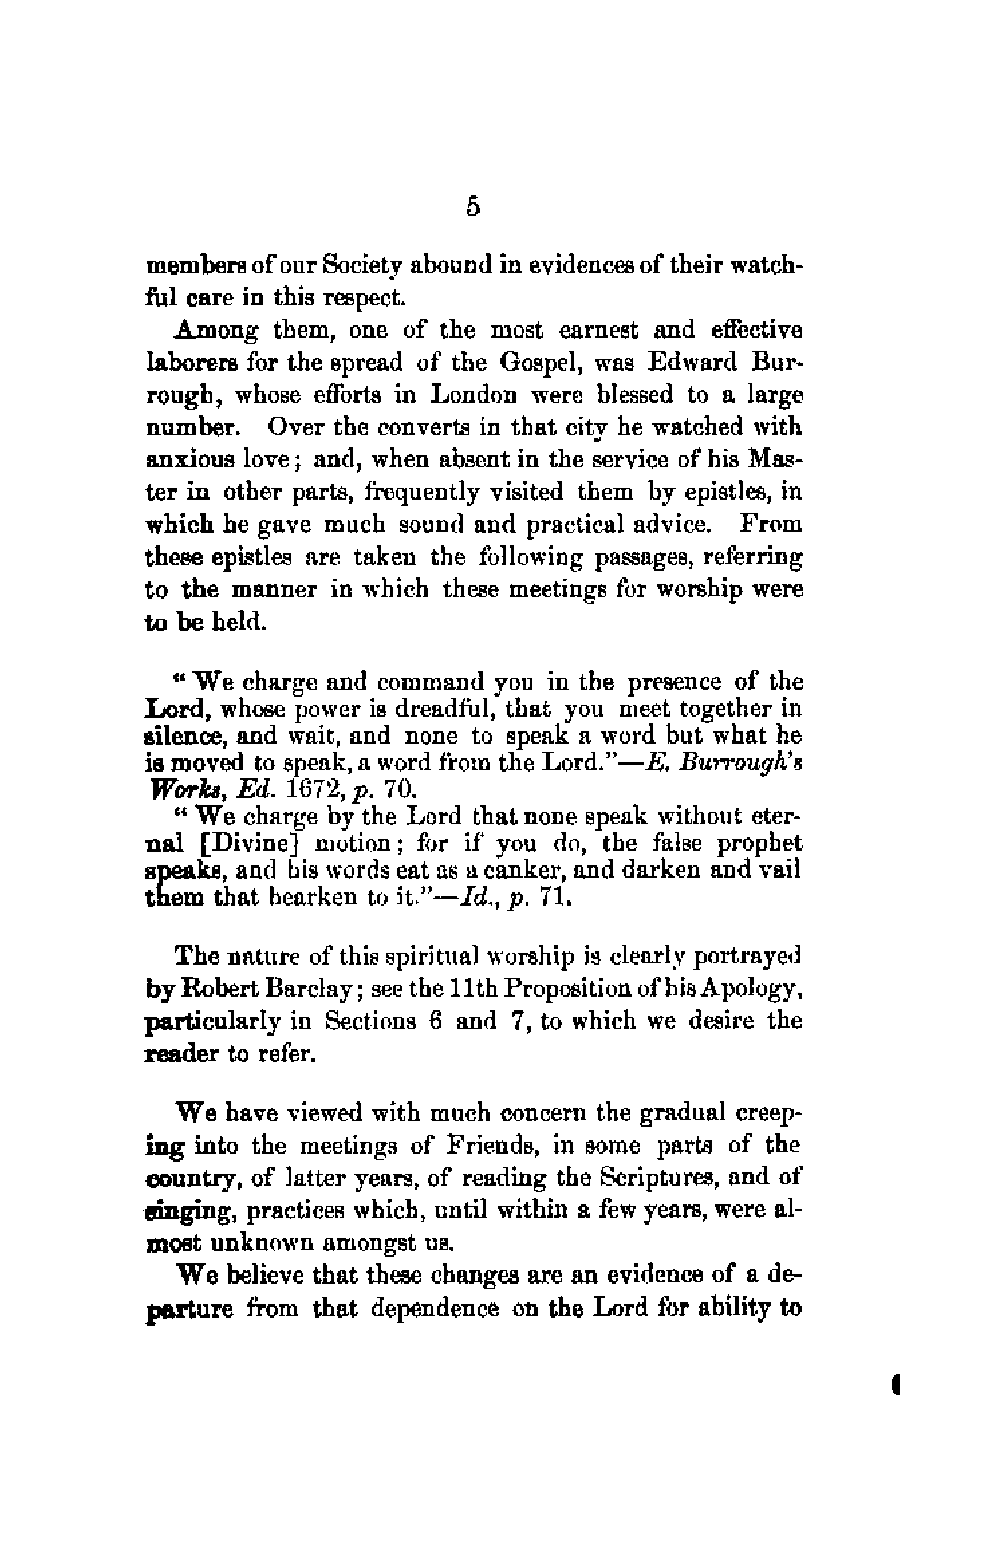 5
members of our Society abound in evidences of their watch-
ful care in this respect.
Among them, one of the most earnest and effective
laborers for the spread of the Gospel, was Edward Bur-
rough, whose efforts in London were blessed to a large
number. Over the converts in that city he watched with
anxious love; and, when absent in the service of his Mas-
ter in other parts, frequently visited them by epistles, in
which he gave much sound and practical advice. From
these epistles are taken the following passages, referring
to the manner in which these meetings for worship were
to be held.
“We charge and command you in the presence of the
Lord, whose power is dreadful, that you meet together in
silence, and wait, and none to speak a word but what he
is moved to speak, a word from the Lord.”—E. Burrough's
Works, Ed. 1672, p. 70.
“We charge by the Lord that none speak without eter-
nal [Divine] motion; for if you do, the false prophet
speaks, and his words eat as a canker, and darken and vail
them that hearken to it.”—Id., p. 71.
The nature of this spiritual worship is clearly portrayed
by Robert Barclay; see the 11th Proposition of his Apology,
particularly in Sections 6 and 7, to which we desire the
reader to refer.
We have viewed with much concern the gradual creep-
ing into the meetings of Friends, in some parts of the
country, of latter years, of reading the Scriptures, and of
singing, practices which, until within a few years, were al-
most unknown amongst us.
We believe that these changes are an evidence of a de-
parture from that dependence on the Lord for ability to